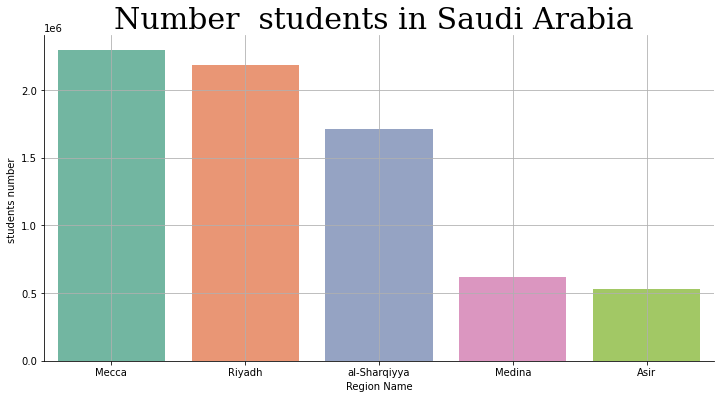 Number  students in Saudi Arabia
1e6
2.0
1.5
1.0
0.5
0.0
students number
Mecca Riyadh al-Sharqiyya Medina Asir
Region Name